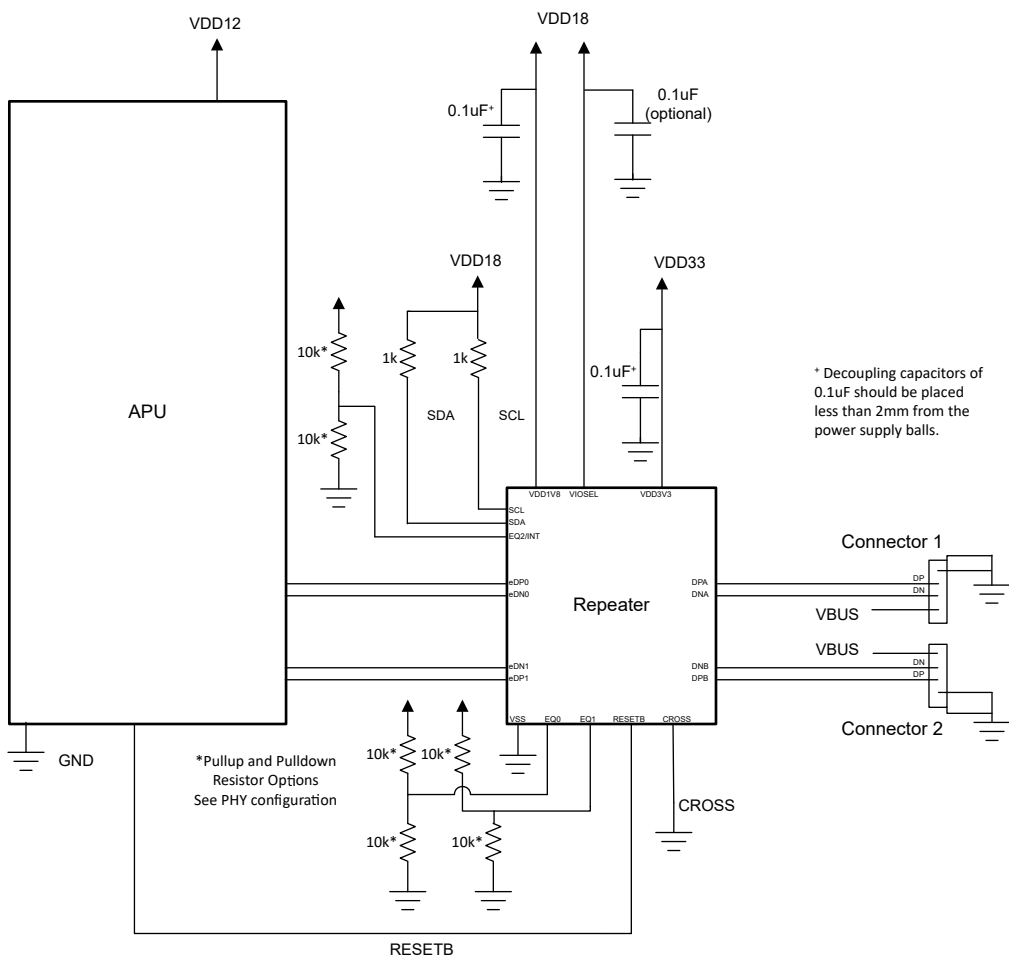 VDD12
VDD18
0.1uF⁺
0.1uF
(optional)
VDD18
VDD33
10k*
1k
1k
0.1uF⁺
⁺ Decoupling capacitors of
0.1uF should be placed
less than 2mm from the
power supply balls.
APU
SDA
SCL
10k*
VDD1V8
VIOSEL
VDD3V3
SCL
SDA
EQ2/INT
Connector 1
eDP0
eDN0
DPA
DNA
DP
DN
Repeater
VBUS
VBUS
eDN1
eDP1
DNB
DPB
DN
DP
VSS
EQ0
EQ1
RESETB
CROSS
Connector 2
GND
*Pullup and Pulldown
Resistor Options
See PHY configuration
10k*
10k*
CROSS
10k*
10k*
RESETB